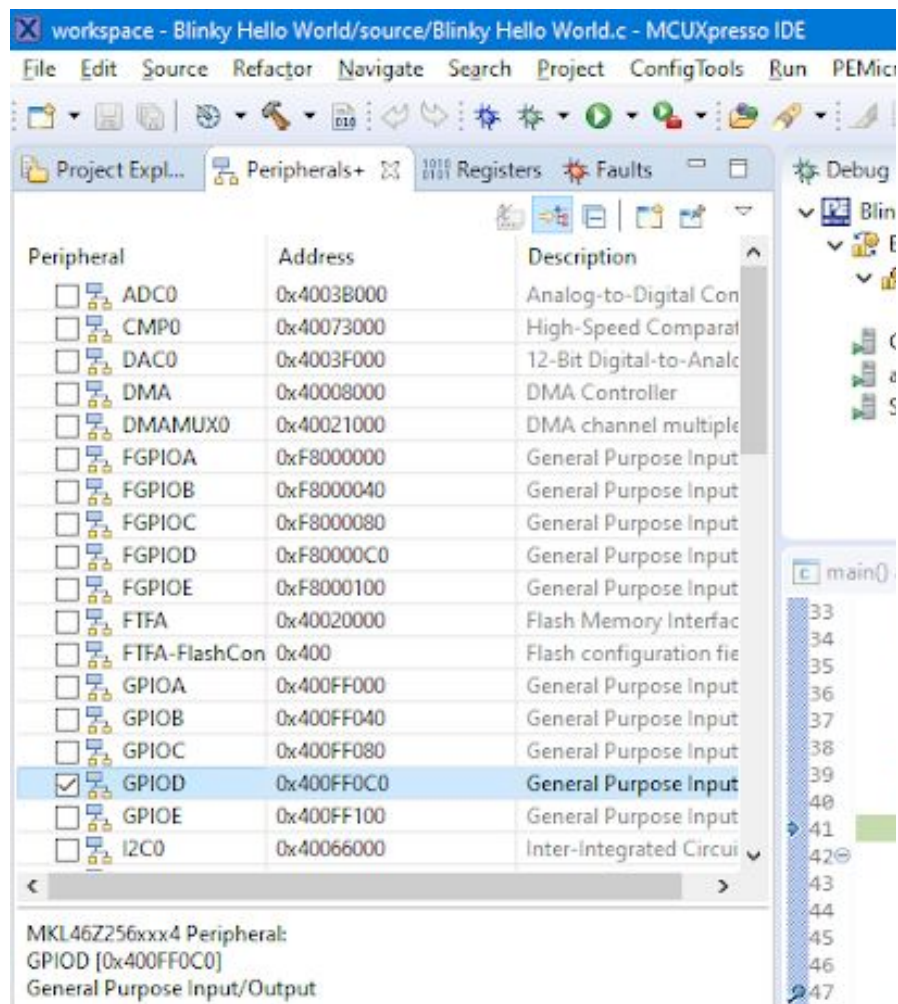 workspace - Blinky Hello World/source/Blinky Hello World.c - MCUXpresso IDE
File Edit Source Refactor Navigate Search Project ConfigTools Run PEMicr
010
Project Expl... Peripherals+ 1010 0101 Registers Faults Debug
Blin
Peripheral Address Description
ADC0 0x4003B000 Analog-to-Digital Con
CMP0 0x40073000 High-Speed Comparat
DAC0 0x4003F000 12-Bit Digital-to-Analo
DMA 0x40008000 DMA Controller
DMAMUX0 0x40021000 DMA channel multiple
FGPIOA 0xF8000000 General Purpose Input
FGPIOB 0xF8000040 General Purpose Input
FGPIOC 0xF8000080 General Purpose Input
FGPIOD 0xF80000C0 General Purpose Input
FGPIOE 0xF8000100 General Purpose Input
FTFA 0x40020000 Flash Memory Interfac
FTFA-FlashCon 0x400 Flash configuration fie
GPIOA 0x400FF000 General Purpose Input
GPIOB 0x400FF040 General Purpose Input
GPIOC 0x400FF080 General Purpose Input
GPIOD 0x400FF0C0 General Purpose Input
GPIOE 0x400FF100 General Purpose Input
I2C0 0x40066000 Inter-Integrated Circui
MKL46Z256xxx4 Peripheral:
GPIOD [0x400FF0C0]
General Purpose Input/Output
main()
33
34
35
36
37
38
39
40
41
42
43
44
45
46
47